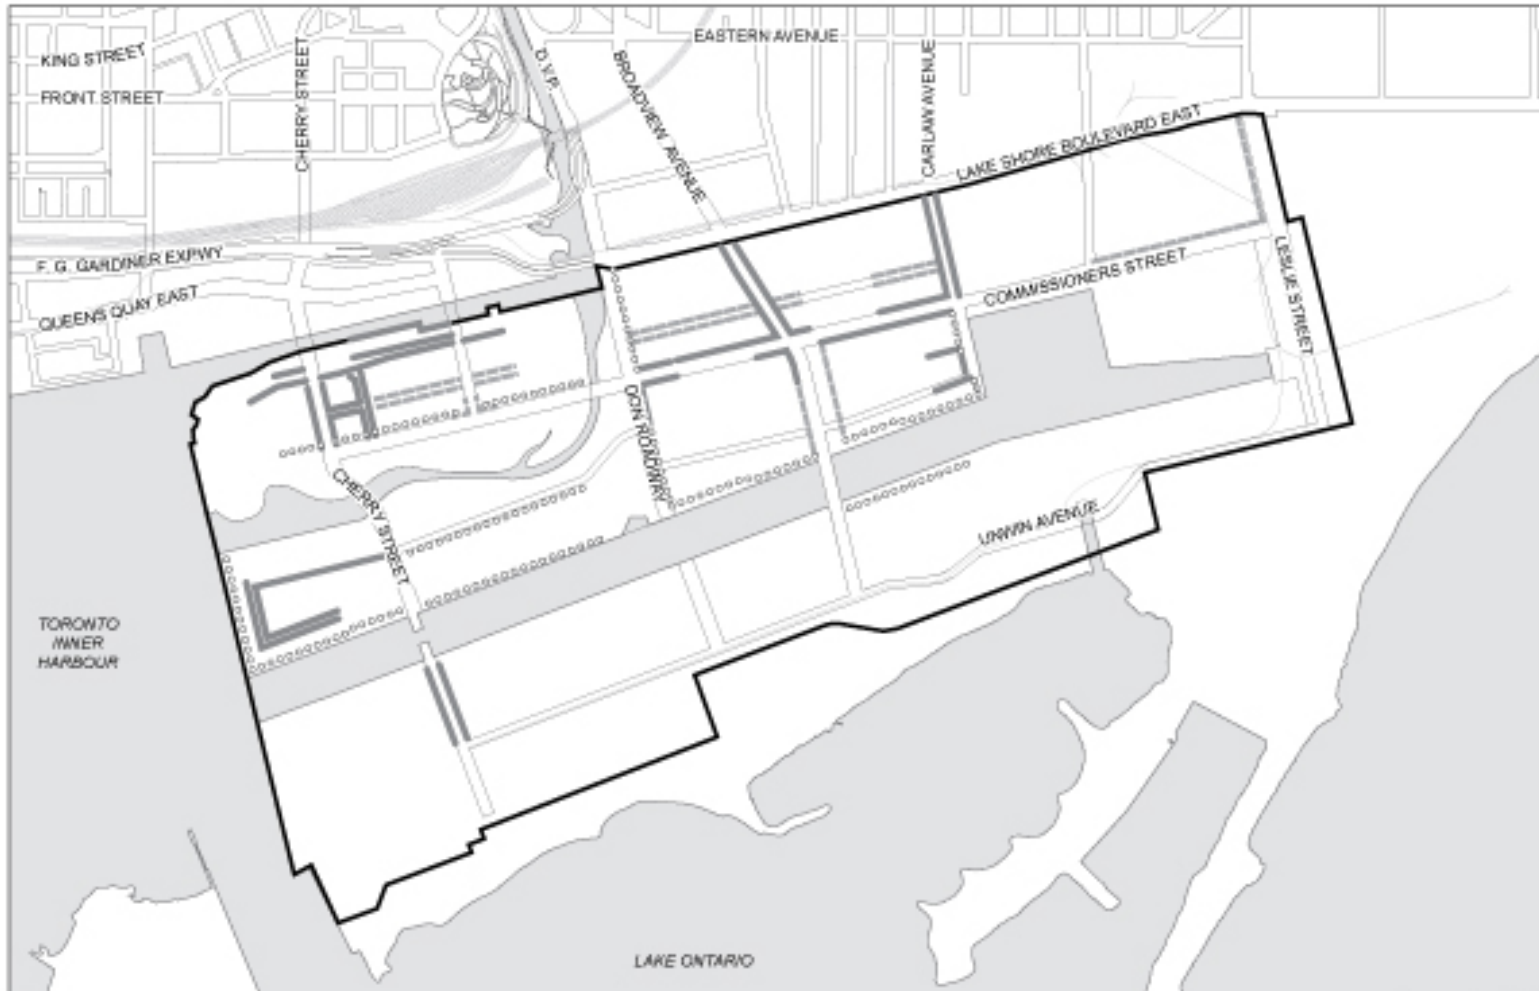 KING STREET
FRONT STREET
CHERRY STREET
D.V.P.
BROADVIEW AVENUE
EASTERN AVENUE
CARLAW AVENUE
LAKE SHORE BOULEVARD EAST
F. G. GARDINER EXPWY
QUEENS QUAY EAST
COMMISSIONERS STREET
LESLIE STREET
DON ROADWAY
CHERRY STREET
UNWIN AVENUE
TORONTO
INNER
HARBOUR
LAKE ONTARIO